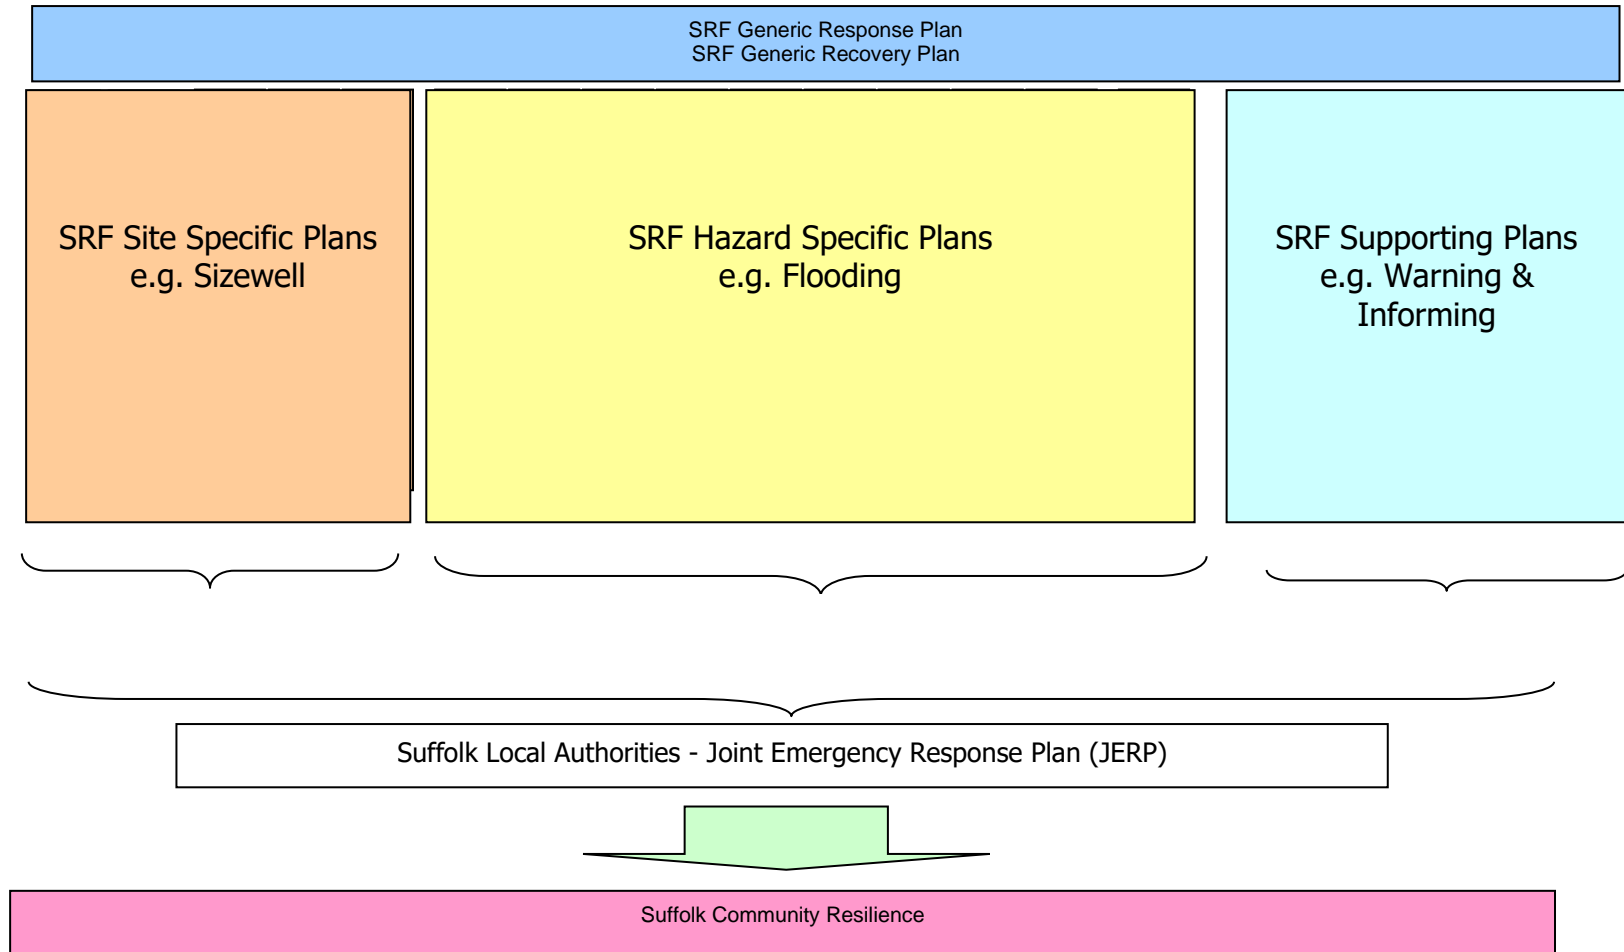 SRF Generic Response Plan
SRF Generic Recovery Plan
SRF Site Specific Plans
e.g. Sizewell
SRF Hazard Specific Plans
e.g. Flooding
SRF Supporting Plans
e.g. Warning &
Informing
Suffolk Local Authorities - Joint Emergency Response Plan (JERP)
Suffolk Community Resilience